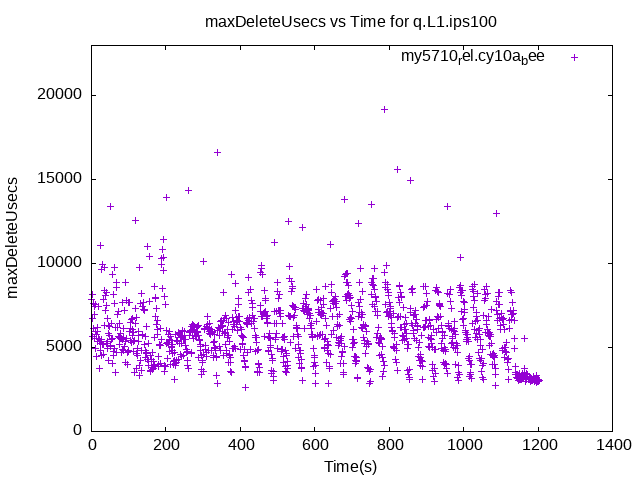 maxDeleteUsecs vs Time for q.L1.ips100
my5710rel.cy10abee
20000
15000
10000
5000
0
maxDeleteUsecs
0 200 400 600 800 1000 1200 1400
Time(s)